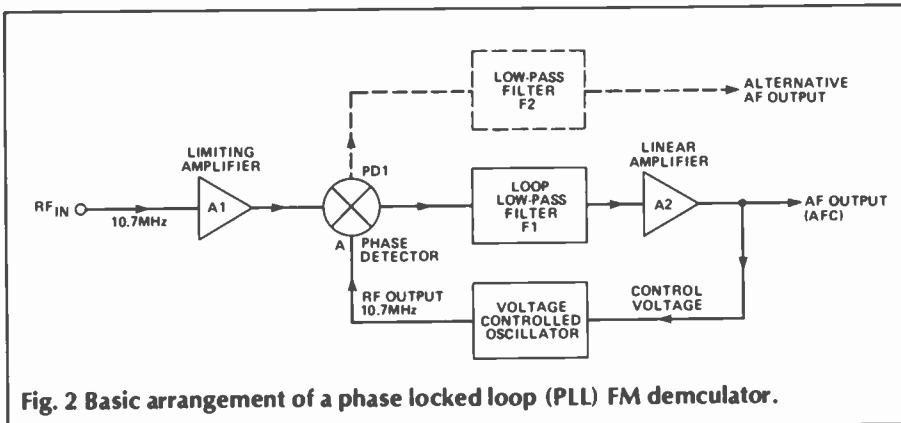 LOW-PASS
FILTER
F2
ALTERNATIVE
AF OUTPUT
LIMITING
AMPLIFIER
PD1
LINEAR
AMPLIFIER
RF IN
10.7MHz
A1
LOOP
LOW-PASS
FILTER
F1
A2
AF OUTPUT
(AFC)
A
PHASE
DETECTOR
RF OUTPUT
10.7MHz
VOLTAGE
CONTROLLED
OSCILLATOR
CONTROL
VOLTAGE
Fig. 2 Basic arrangement of a phase locked loop (PLL) FM demculator.